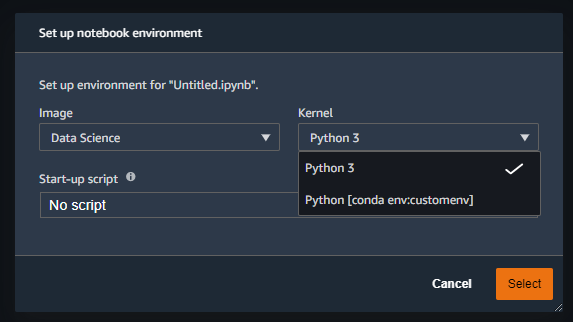 Set up notebook environment
Set up environment for "Untitled.ipynb".
Image
Kernel
Data Science
Python 3
Python 3
Python [conda env:customenv]
Start-up script
No script
Cancel
Select